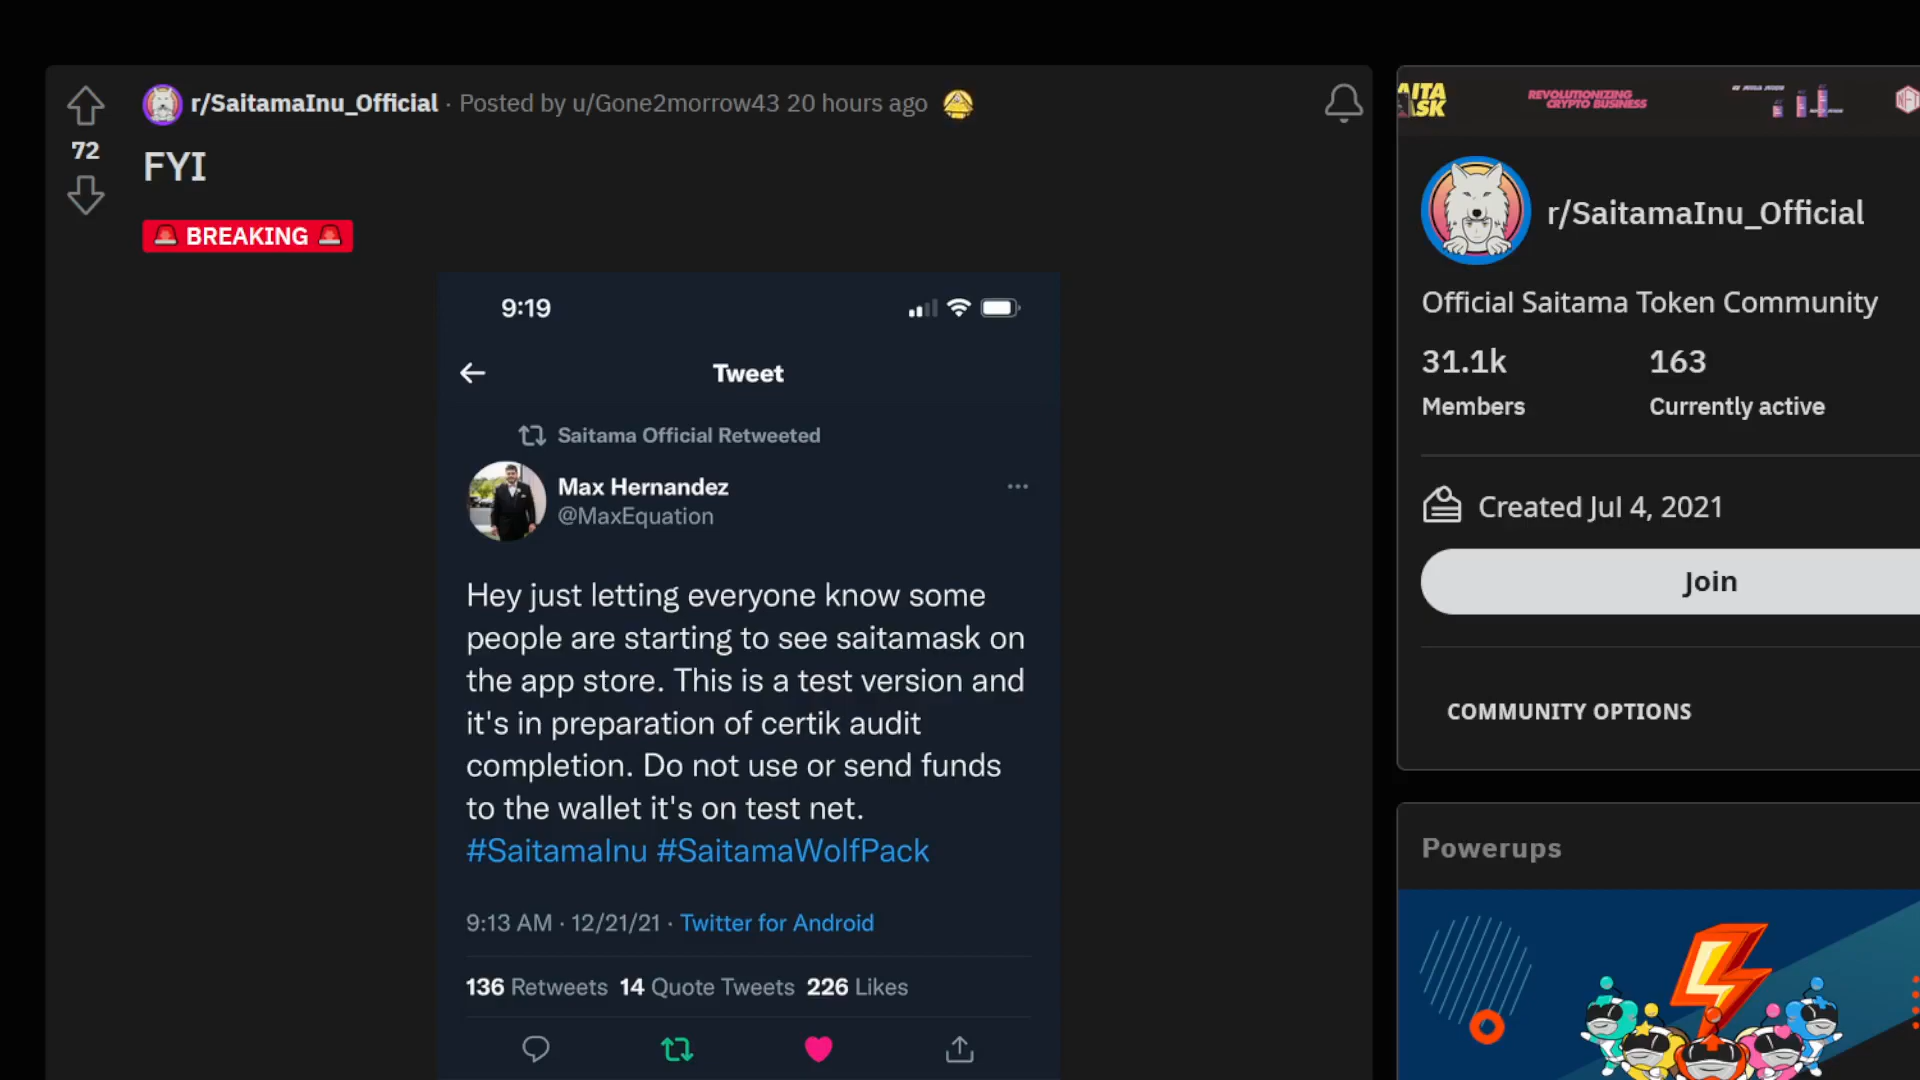 r/SaitamaInu_Official · Posted by u/Gone2morrow43 20 hours ago
72
FYI
BREAKING
9:19
Tweet
Saitama Official Retweeted
Max Hernandez
@MaxEquation
Hey just letting everyone know some
people are starting to see saitamask on
the app store. This is a test version and
it's in preparation of certik audit
completion. Do not use or send funds
to the wallet it's on test net.
#SaitamaInu #SaitamaWolfPack
9:13 AM · 12/21/21 · Twitter for Android
136 Retweets 14 Quote Tweets 226 Likes
AITA
ASK
REVOLUTIONIZING
CRYPTO BUSINESS
NFT
r/SaitamaInu_Official
Official Saitama Token Community
31.1k 163
Members Currently active
Created Jul 4, 2021
Join
COMMUNITY OPTIONS
Powerups